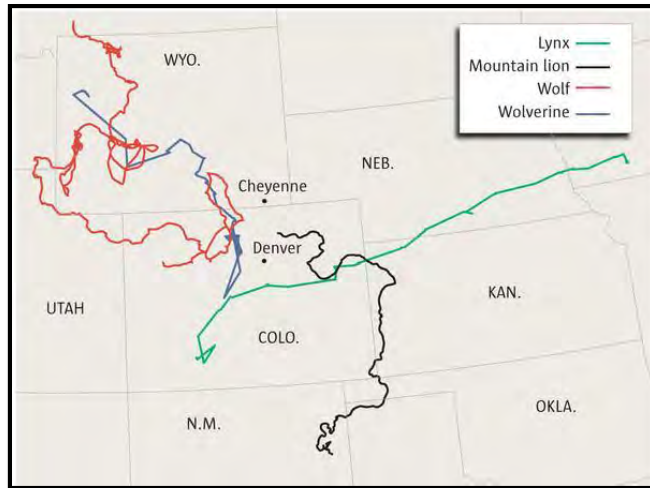 Lynx
Mountain lion
Wolf
Wolverine
WYO.
NEB.
Cheyenne
Denver
UTAH
KAN.
COLO.
OKLA.
N.M.